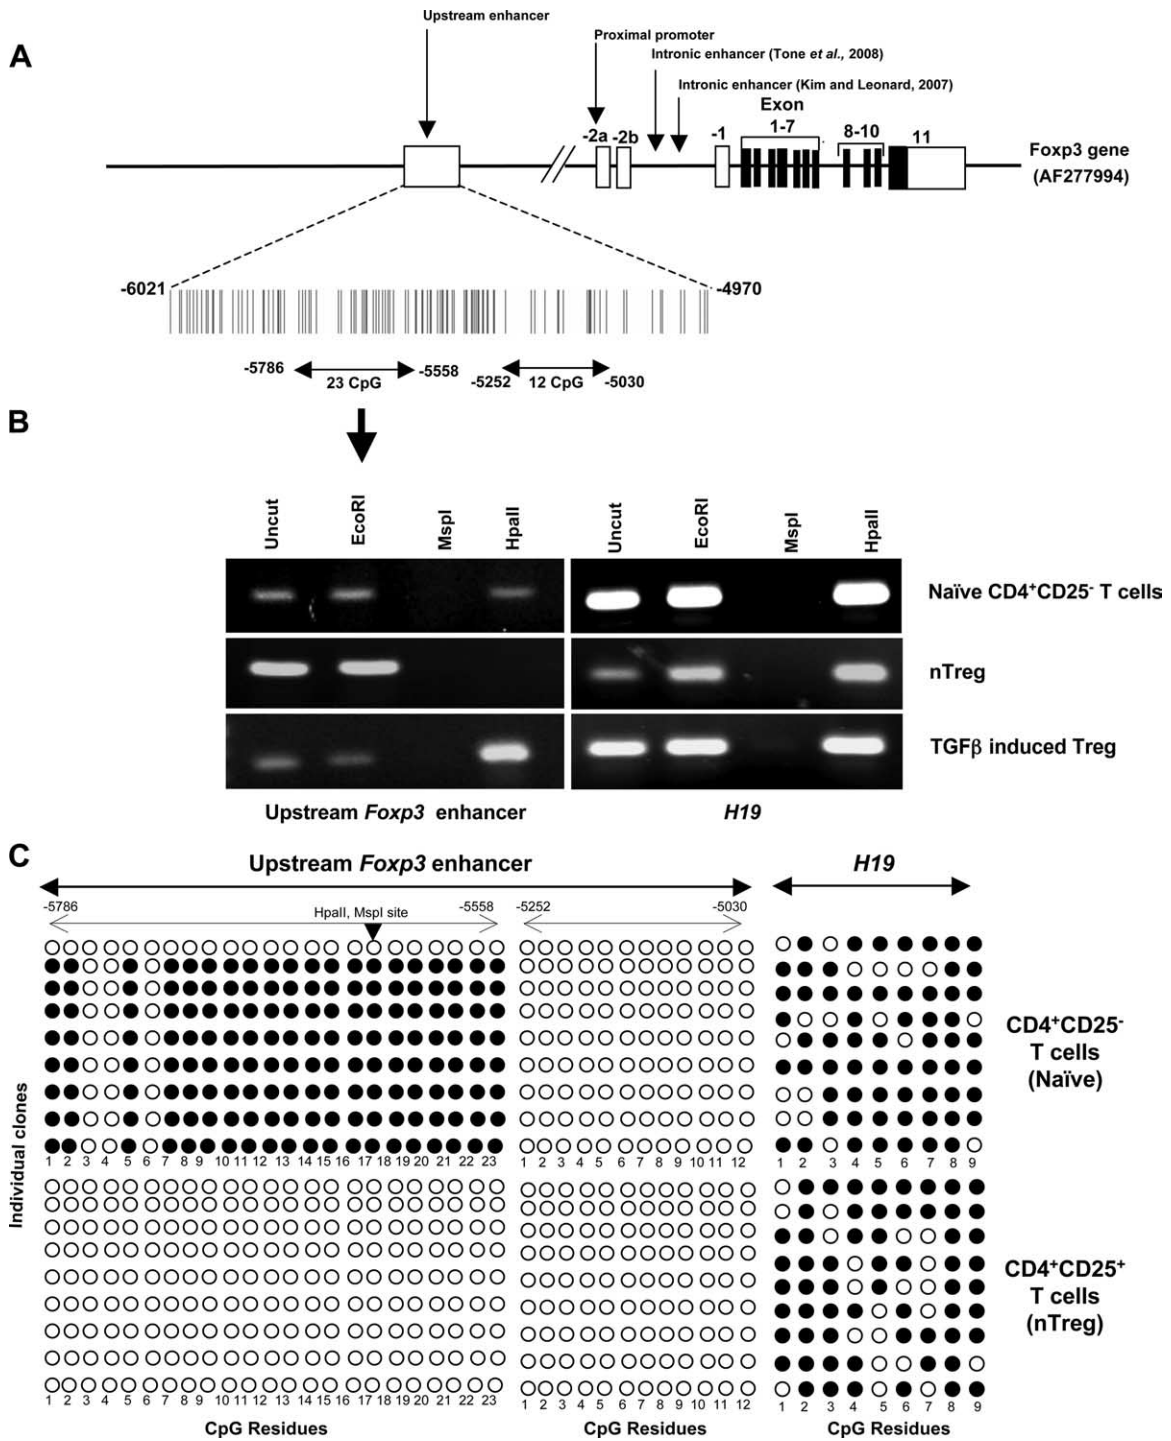 Upstream enhancer
A
Proximal promoter
Intronic enhancer (Tone et al., 2008)
Intronic enhancer (Kim and Leonard, 2007)
Exon
-2a -2b -1 1-7 8-10 11
Foxp3 gene
(AF277994)
-6021 -4970
-5786 23 CpG -5558 -5252 12 CpG -5030
B
Uncut EcoRI MspI HpaII Uncut EcoRI MspI HpaII
Naïve CD4+CD25- T cells
nTreg
TGFβ induced Treg
Upstream Foxp3 enhancer H19
C
Upstream Foxp3 enhancer H19
-5786 HpaII, MspI site -5558 -5252 -5030
CD4+CD25-
T cells
(Naïve)
Individual clones
1 2 3 4 5 6 7 8 9 10 11 12 13 14 15 16 17 18 19 20 21 22 23 1 2 3 4 5 6 7 8 9 10 11 12 1 2 3 4 5 6 7 8 9
CD4+CD25+
T cells
(nTreg)
1 2 3 4 5 6 7 8 9 10 11 12 13 14 15 16 17 18 19 20 21 22 23 1 2 3 4 5 6 7 8 9 10 11 12 1 2 3 4 5 6 7 8 9
CpG Residues CpG Residues CpG Residues